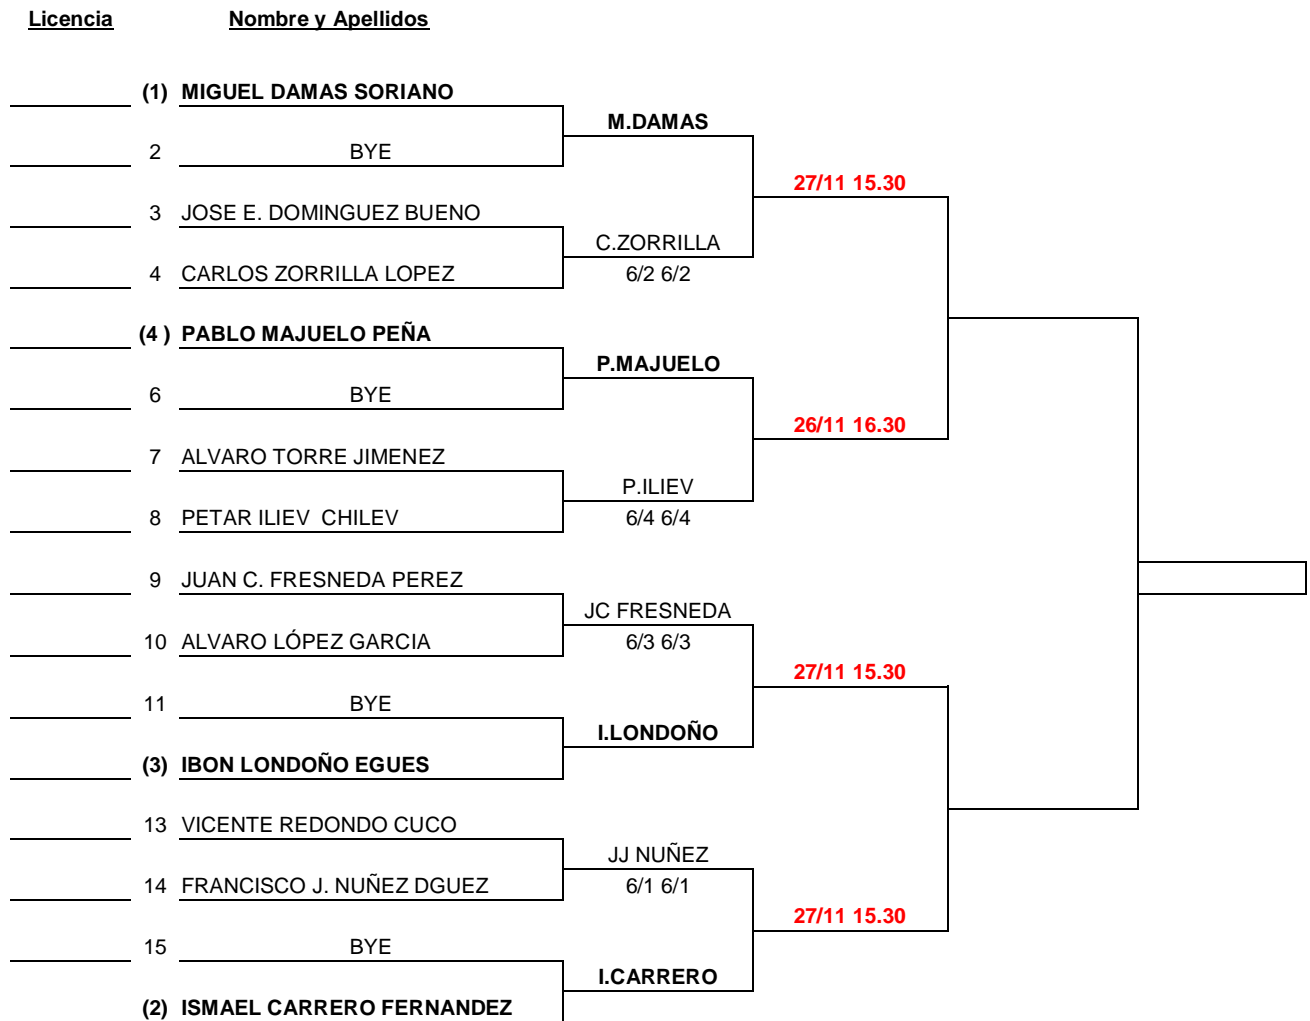 Licencia Nombre y Apellidos
(1) MIGUEL DAMAS SORIANO
M.DAMAS
2 BYE
27/11 15.30
3 JOSE E. DOMINGUEZ BUENO
C.ZORRILLA
4 CARLOS ZORRILLA LOPEZ 6/2 6/2
(4 ) PABLO MAJUELO PEÑA
P.MAJUELO
6 BYE
26/11 16.30
7 ALVARO TORRE JIMENEZ
P.ILIEV
8 PETAR ILIEV CHILEV 6/4 6/4
9 JUAN C. FRESNEDA PEREZ
JC FRESNEDA
10 ALVARO LÓPEZ GARCIA 6/3 6/3
27/11 15.30
11 BYE
I.LONDOÑO
(3) IBON LONDOÑO EGUES
13 VICENTE REDONDO CUCO
JJ NUÑEZ
14 FRANCISCO J. NUÑEZ DGUEZ 6/1 6/1
27/11 15.30
15 BYE
I.CARRERO
(2) ISMAEL CARRERO FERNANDEZ